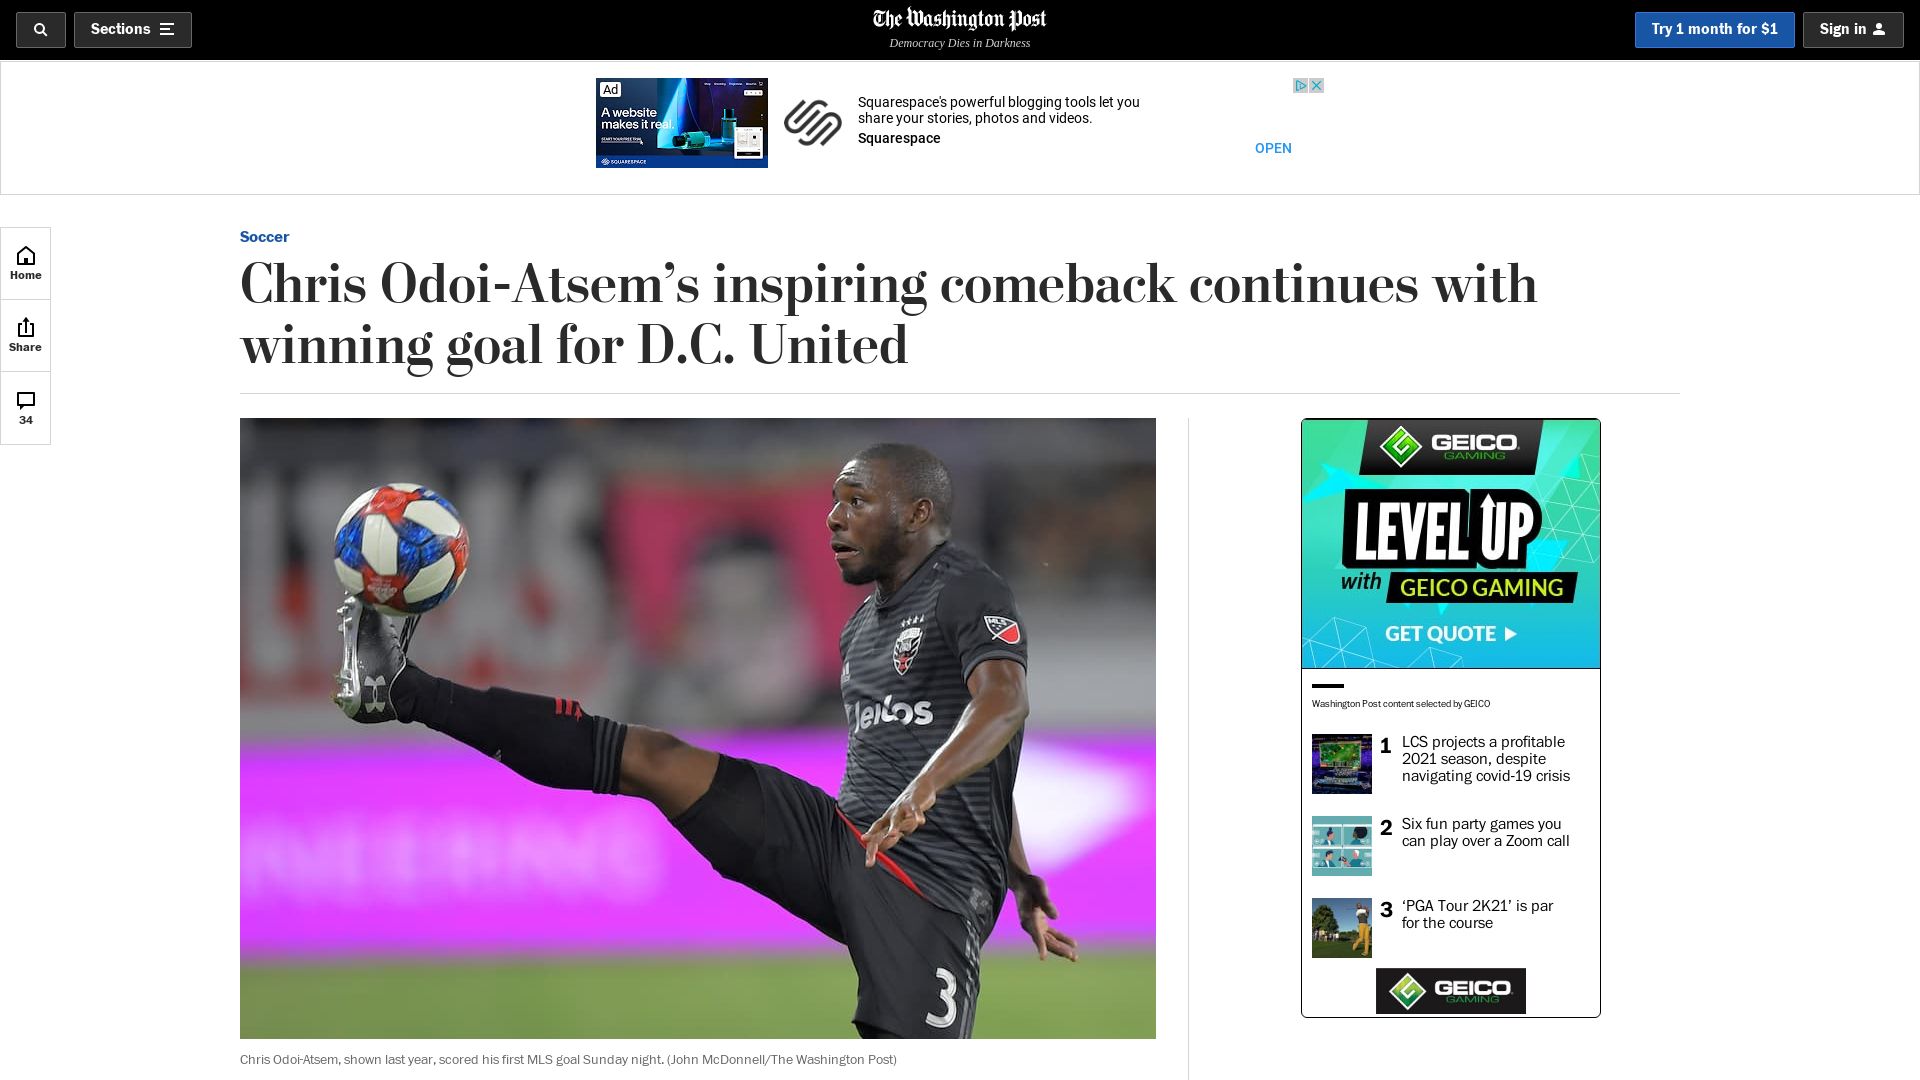 Sections
The Washington Post
Democracy Dies in Darkness
Try 1 month for $1
Sign in
Ad
A website
makes it real.
SQUARESPACE
Squarespace's powerful blogging tools let you
share your stories, photos and videos.
Squarespace
OPEN
Home
Share
34
Soccer
Chris Odoi-Atsem’s inspiring comeback continues with
winning goal for D.C. United
MLS
leidos
3
Chris Odoi-Atsem, shown last year, scored his first MLS goal Sunday night. (John McDonnell/The Washington Post)
GEICO
GAMING
LEVEL UP
with GEICO GAMING
GET QUOTE
Washington Post content selected by GEICO
1 LCS projects a profitable
2021 season, despite
navigating covid-19 crisis
2 Six fun party games you
can play over a Zoom call
3 ‘PGA Tour 2K21’ is par
for the course
GEICO
GAMING